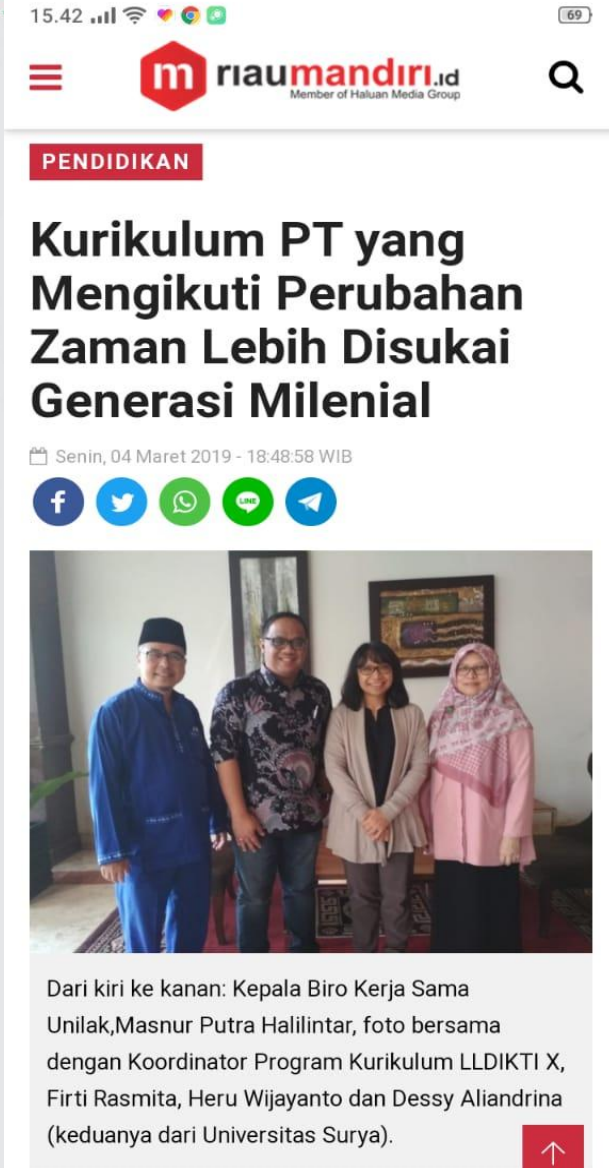 15.42
69
m riaumandiri.id
Member of Haluan Media Group
PENDIDIKAN
Kurikulum PT yang
Mengikuti Perubahan
Zaman Lebih Disukai
Generasi Milenial
Senin, 04 Maret 2019 - 18:48:58 WIB
f
LINE
Dari kiri ke kanan: Kepala Biro Kerja Sama
Unilak,Masnur Putra Halilintar, foto bersama
dengan Koordinator Program Kurikulum LLDIKTI X,
Firti Rasmita, Heru Wijayanto dan Dessy Aliandrina
(keduanya dari Universitas Surya).